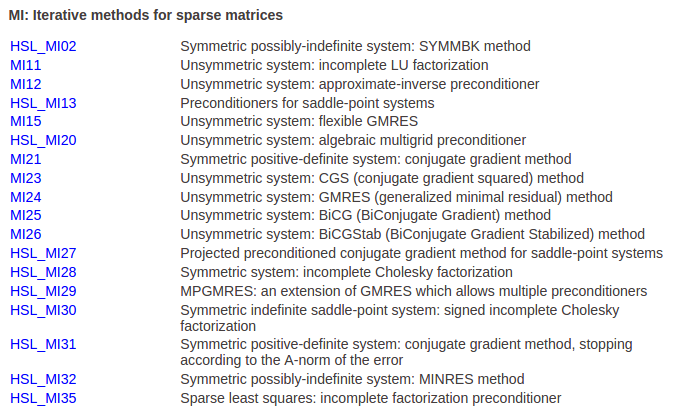 MI: Iterative methods for sparse matrices
HSL_MI02 Symmetric possibly-indefinite system: SYMMBK method
MI11 Unsymmetric system: incomplete LU factorization
MI12 Unsymmetric system: approximate-inverse preconditioner
HSL_MI13 Preconditioners for saddle-point systems
MI15 Unsymmetric system: flexible GMRES
HSL_MI20 Unsymmetric system: algebraic multigrid preconditioner
MI21 Symmetric positive-definite system: conjugate gradient method
MI23 Unsymmetric system: CGS (conjugate gradient squared) method
MI24 Unsymmetric system: GMRES (generalized minimal residual) method
MI25 Unsymmetric system: BiCG (BiConjugate Gradient) method
MI26 Unsymmetric system: BiCGStab (BiConjugate Gradient Stabilized) method
HSL_MI27 Projected preconditioned conjugate gradient method for saddle-point systems
HSL_MI28 Symmetric system: incomplete Cholesky factorization
HSL_MI29 MPGMRES: an extension of GMRES which allows multiple preconditioners
HSL_MI30 Symmetric indefinite saddle-point system: signed incomplete Cholesky
factorization
HSL_MI31 Symmetric positive-definite system: conjugate gradient method, stopping
according to the A-norm of the error
HSL_MI32 Symmetric possibly-indefinite system: MINRES method
HSL_MI35 Sparse least squares: incomplete factorization preconditioner